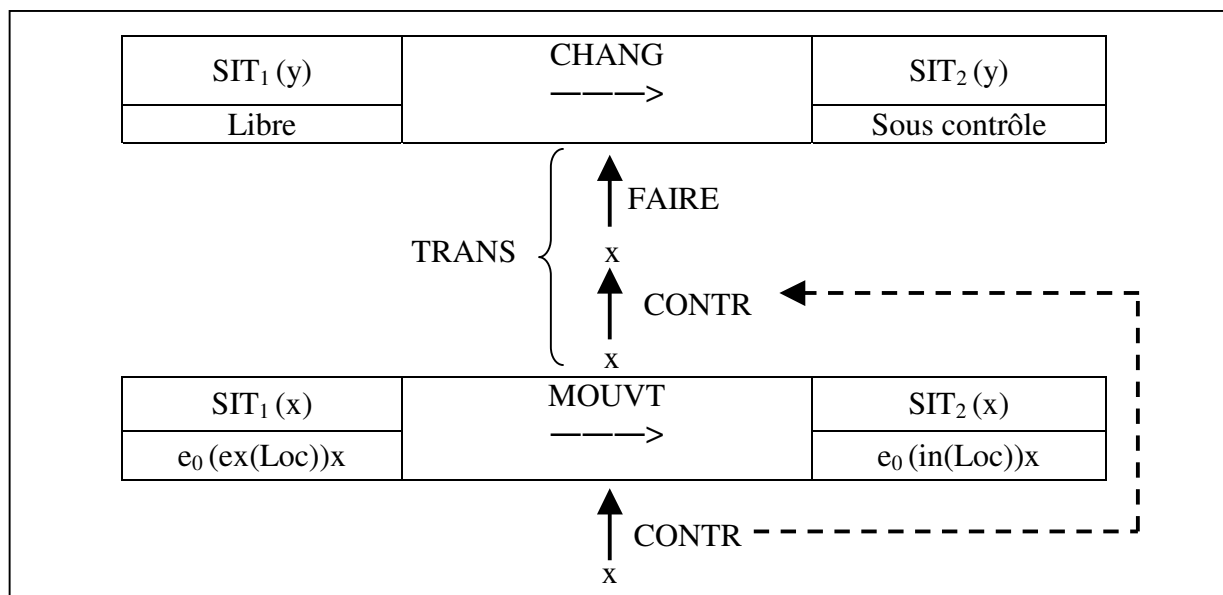 SIT₁ (y) CHANG SIT₂ (y)
————>
Libre Sous contrôle
FAIRE
TRANS x
CONTR
x
SIT₁ (x) MOUVT SIT₂ (x)
————>
e₀ (ex(Loc))x e₀ (in(Loc))x
CONTR
x